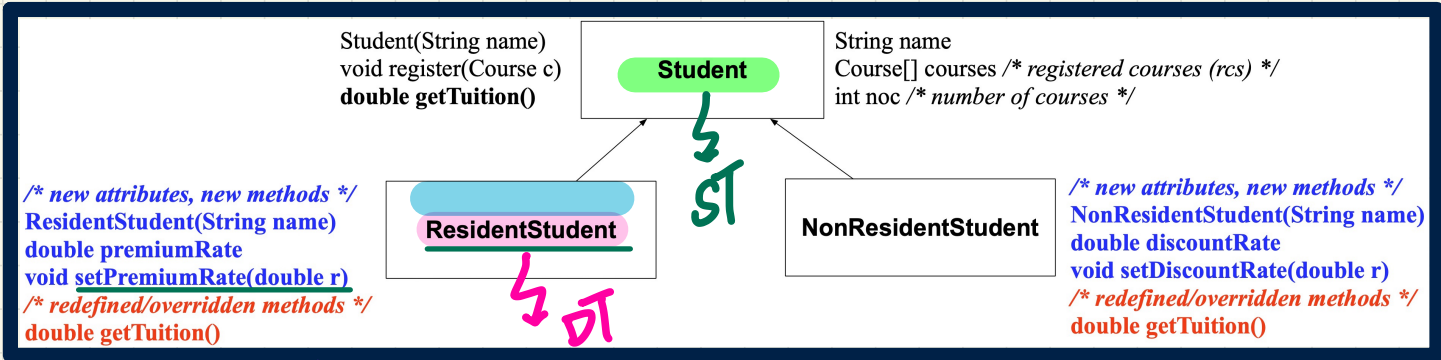 Student(String name)
void register(Course c)
double getTuition()
Student
String name
Course[] courses /* registered courses (rcs) */
int noc /* number of courses */
ST
/* new attributes, new methods */
ResidentStudent(String name)
double premiumRate
void setPremiumRate(double r)
/* redefined/overridden methods */
double getTuition()
ResidentStudent
DT
NonResidentStudent
/* new attributes, new methods */
NonResidentStudent(String name)
double discountRate
void setDiscountRate(double r)
/* redefined/overridden methods */
double getTuition()